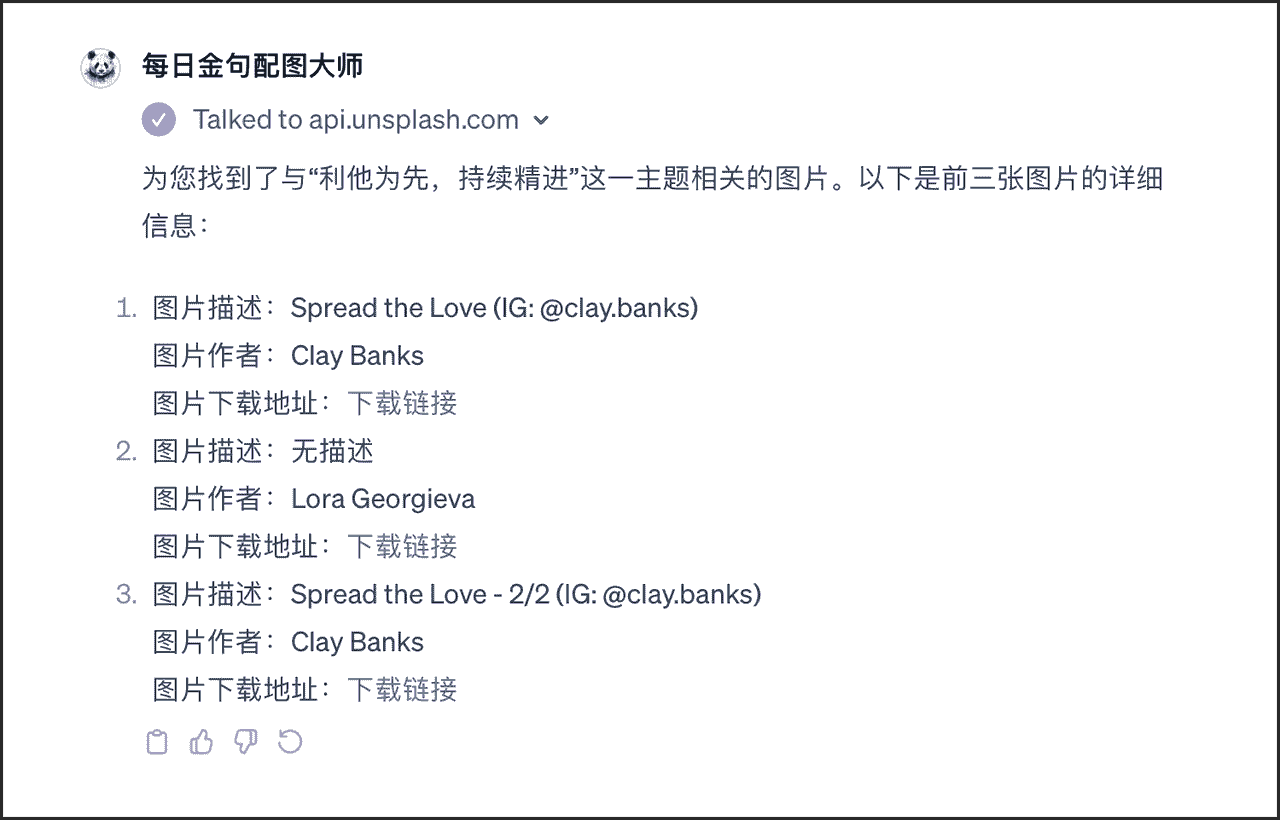 每日金句配图大师
Talked to api.unsplash.com
为您找到了与“利他为先，持续精进”这一主题相关的图片。以下是前三张图片的详细
信息：
1. 图片描述：Spread the Love (IG: @clay.banks)
图片作者：Clay Banks
图片下载地址：下载链接
2. 图片描述：无描述
图片作者：Lora Georgieva
图片下载地址：下载链接
3. 图片描述：Spread the Love - 2/2 (IG: @clay.banks)
图片作者：Clay Banks
图片下载地址：下载链接